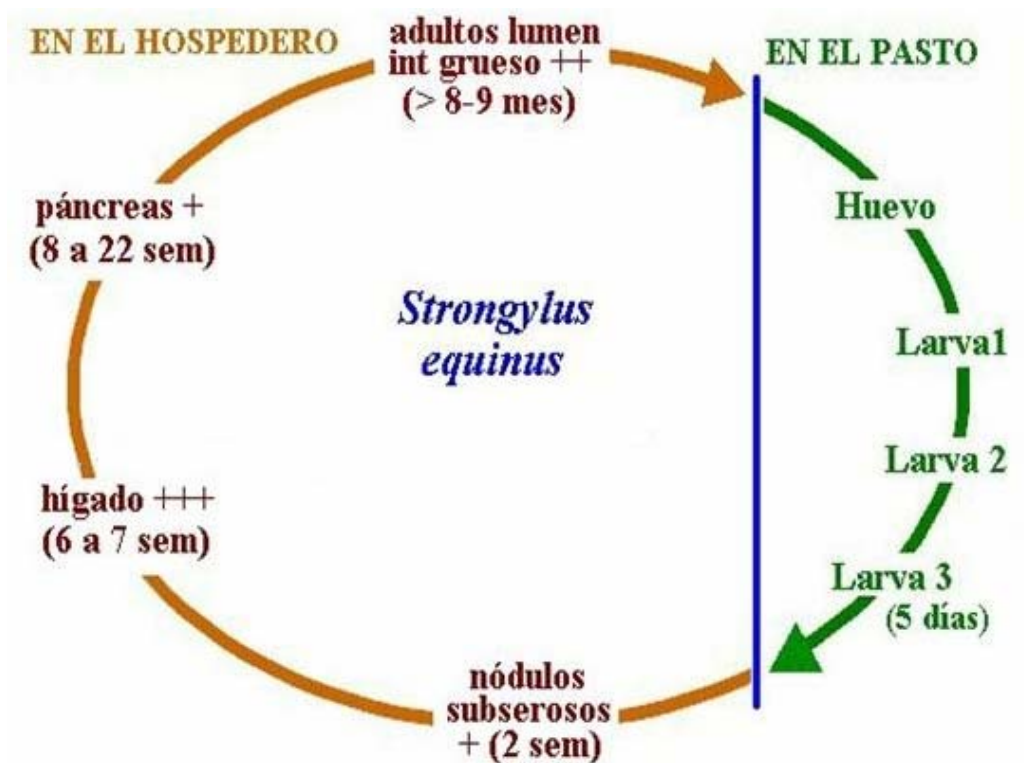 EN EL HOSPEDERO
adultos lumen
int grueso ++
(> 8-9 mes)
EN EL PASTO
páncreas +
(8 a 22 sem)
Huevo
Strongylus
equinus
Larva1
Larva 2
hígado +++
(6 a 7 sem)
Larva 3
(5 días)
nódulos
subserosos
+ (2 sem)